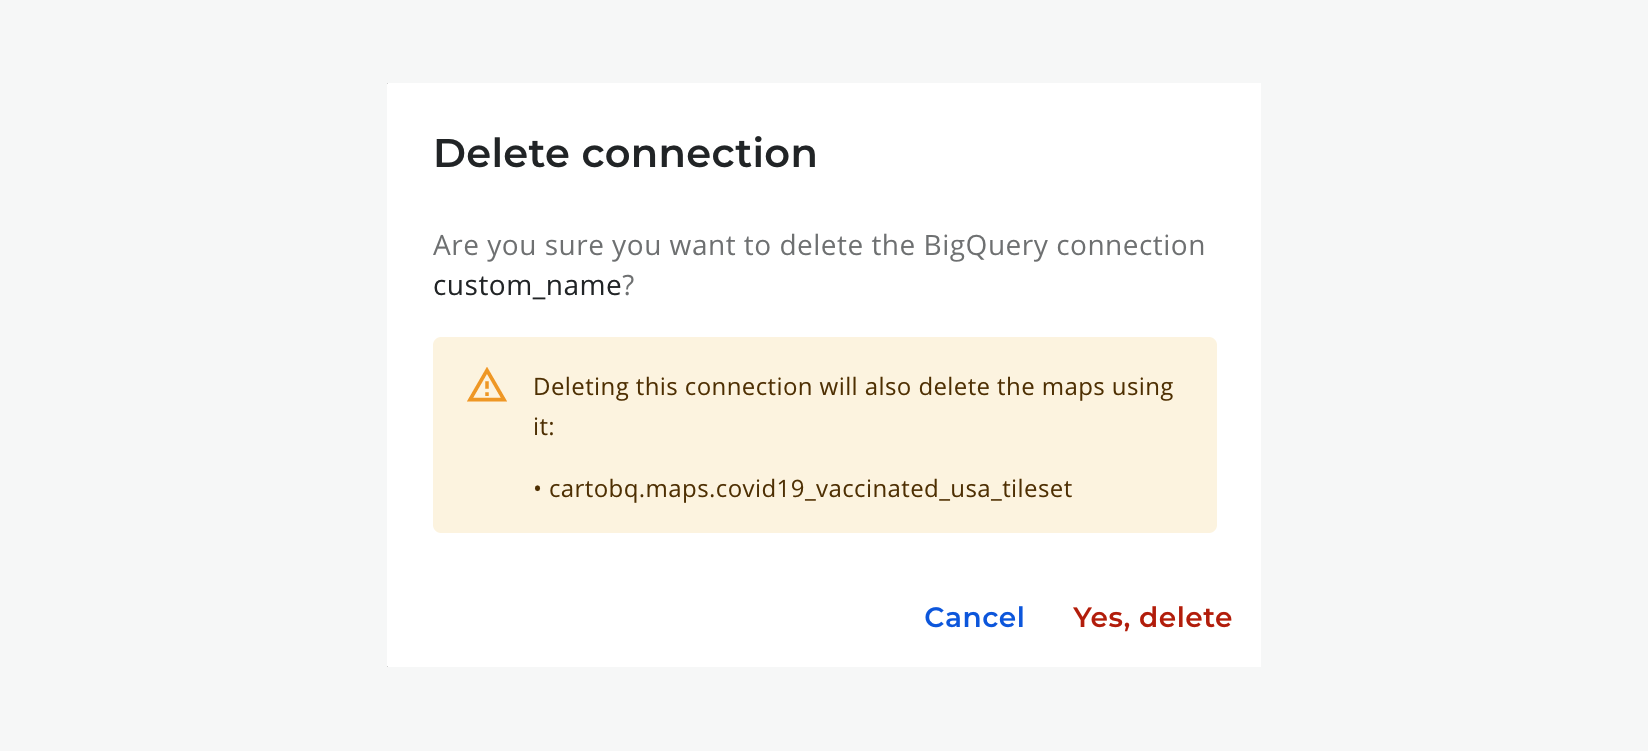 Delete connection
Are you sure you want to delete the BigQuery connection
custom_name?
Deleting this connection will also delete the maps using
it:
• cartobq.maps.covid19_vaccinated_usa_tileset
Cancel Yes, delete